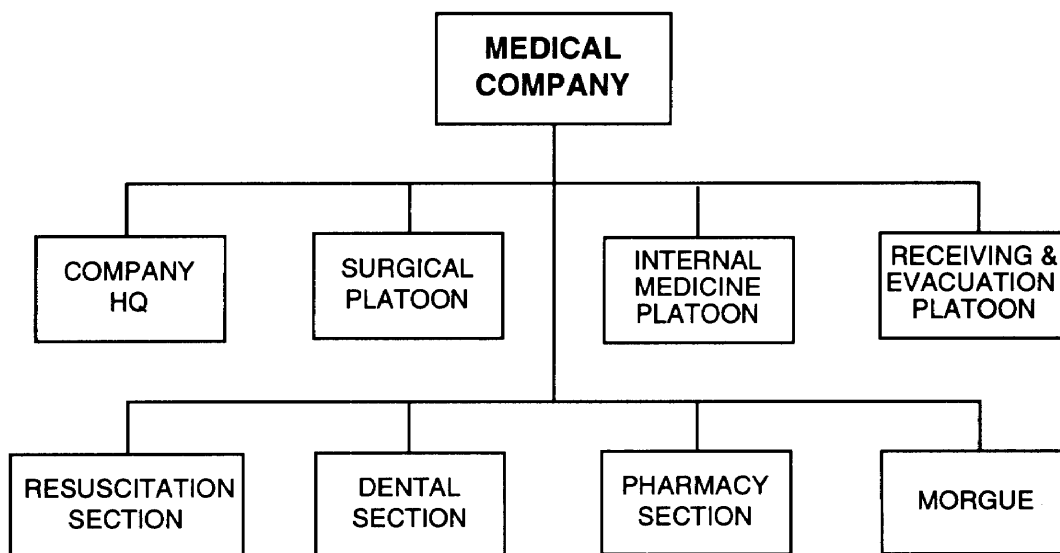 MEDICAL
COMPANY
COMPANY
HQ
SURGICAL
PLATOON
INTERNAL
MEDICINE
PLATOON
RECEIVING &
EVACUATION
PLATOON
RESUSCITATION
SECTION
DENTAL
SECTION
PHARMACY
SECTION
MORGUE